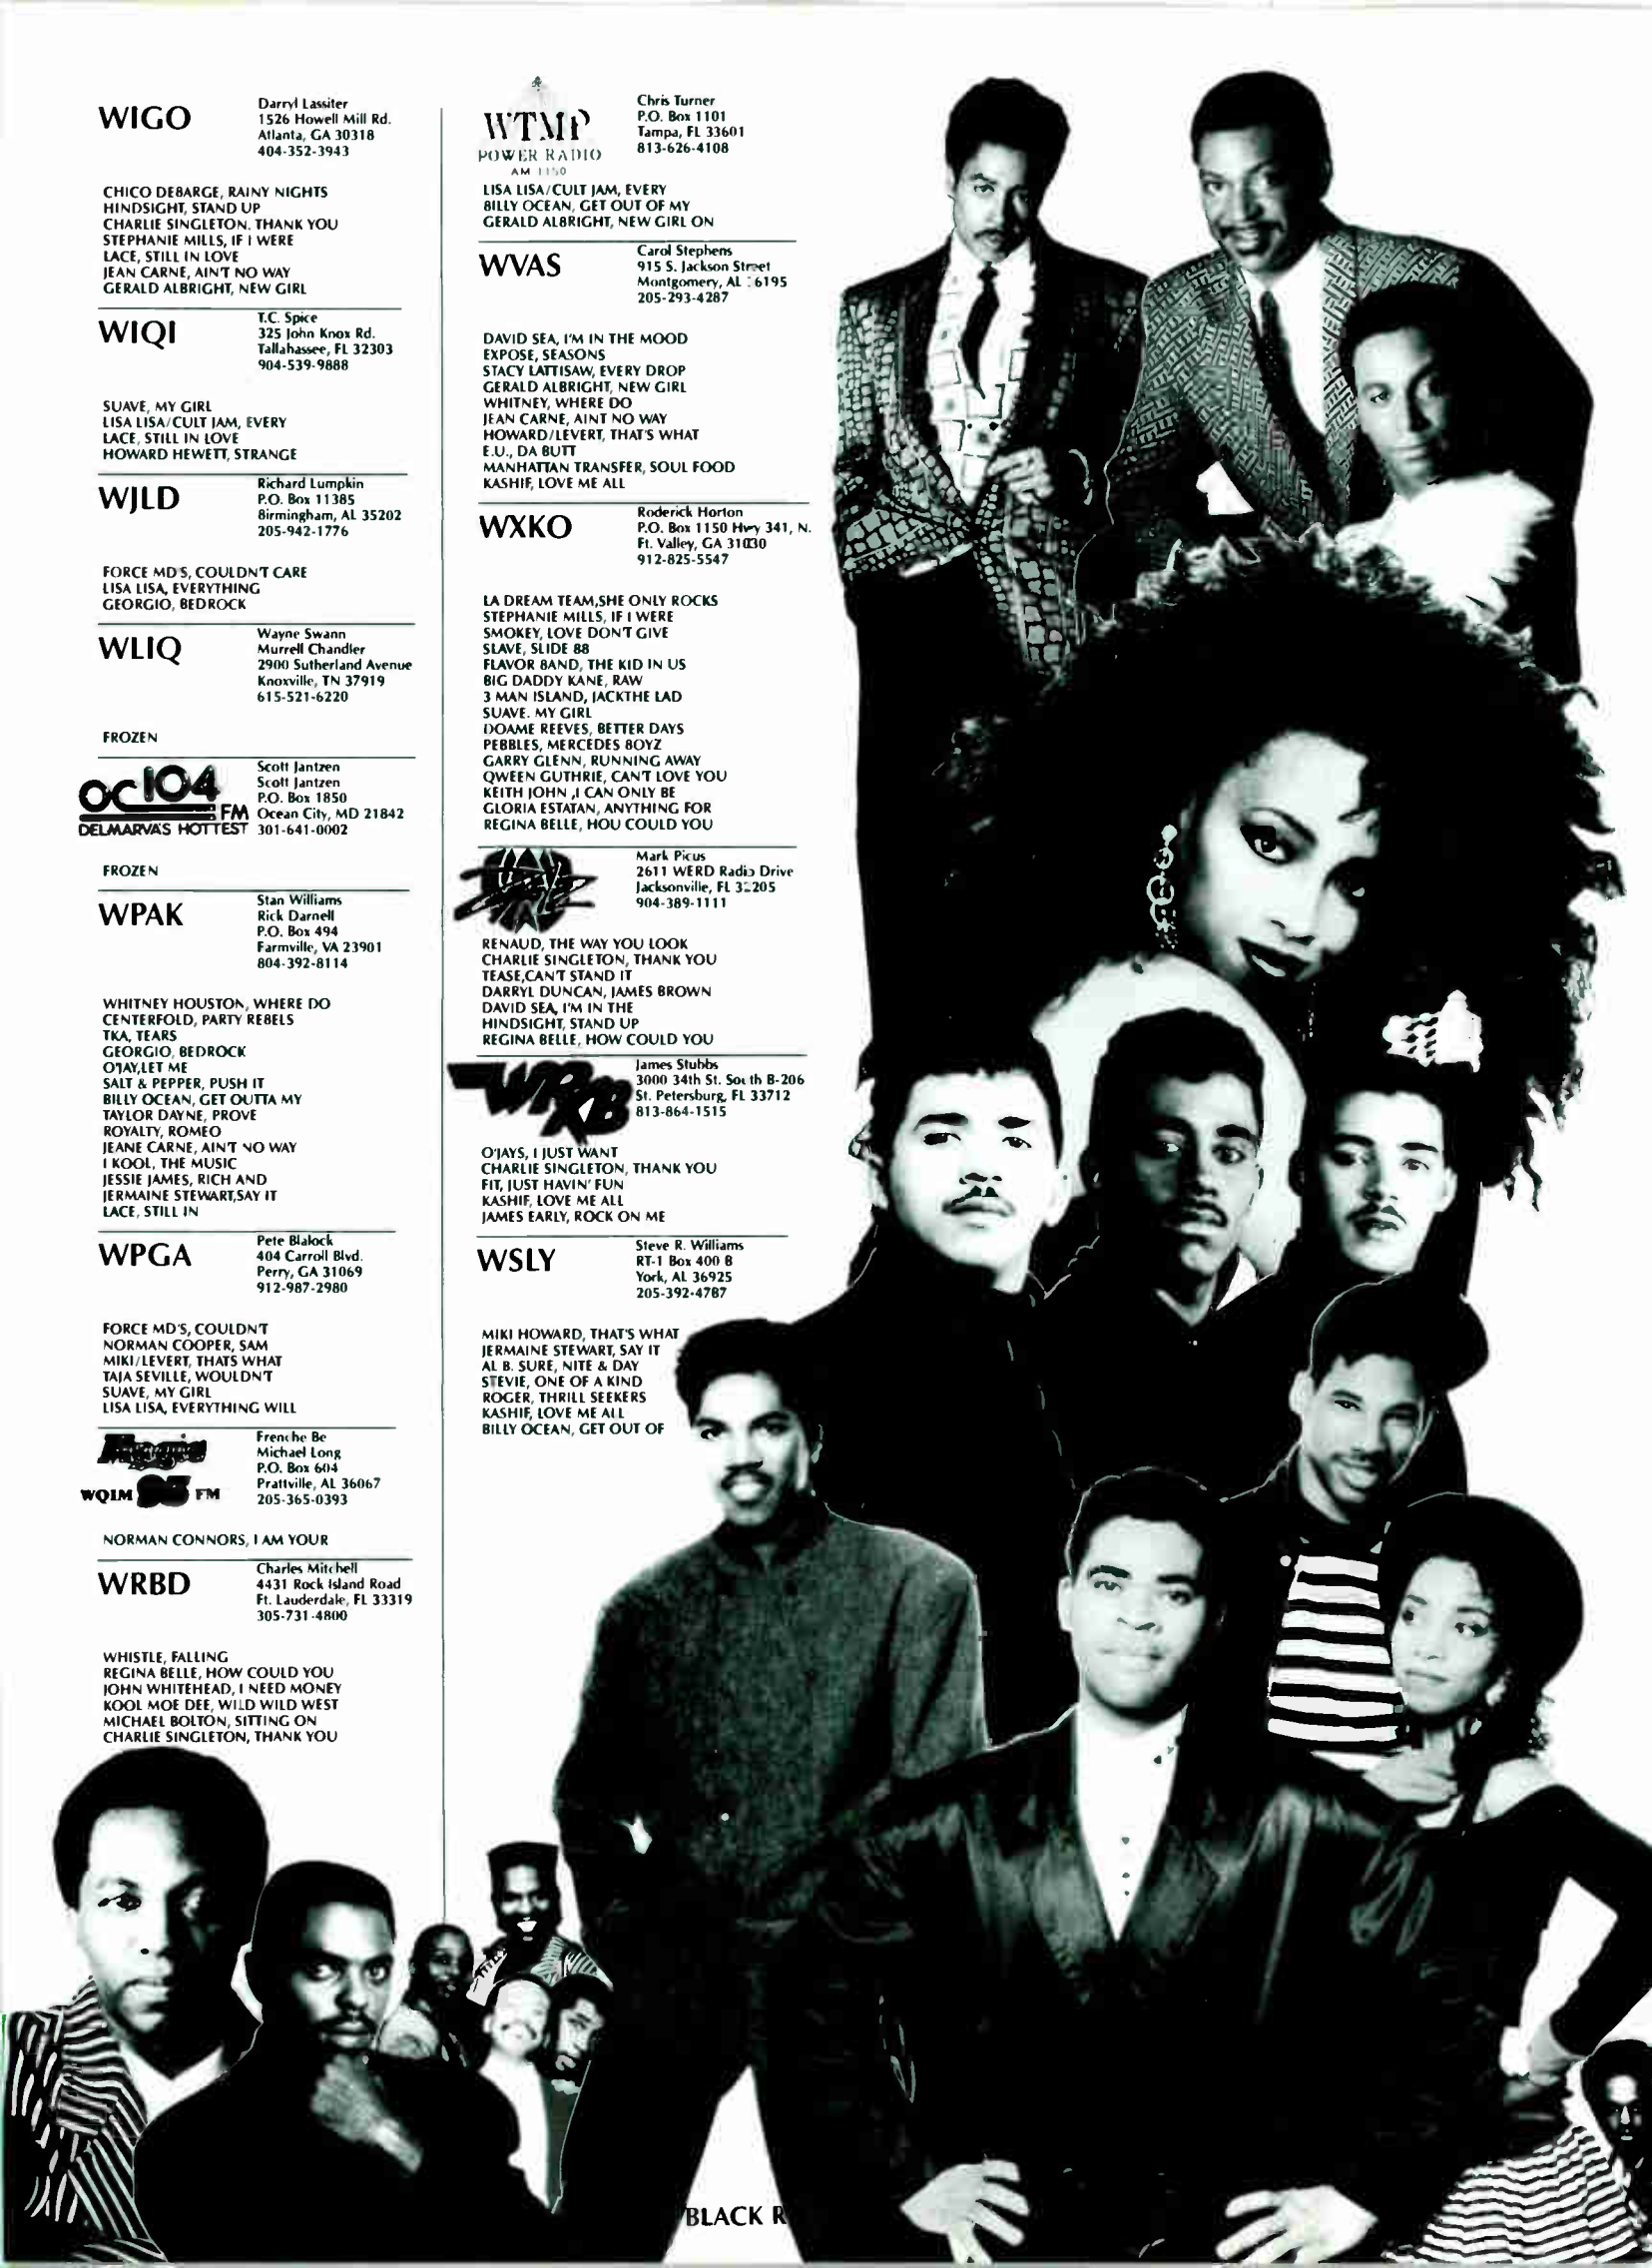 WIGO
Darryl Lassiter
1526 Howell Mill Rd.
Atlanta, GA 30318
404-352-3943
CHICO DEBARGE, RAINY NIGHTS
HINDSIGHT, STAND UP
CHARLIE SINGLETON, THANK YOU
STEPHANIE MILLS, IF I WERE
LACE, STILL IN LOVE
JEAN CARNE, AIN'T NO WAY
GERALD ALBRIGHT, NEW GIRL
WIQI
T.C. Spice
325 John Knox Rd.
Tallahassee, FL 32303
904-539-9888
SUAVE, MY GIRL
LISA LISA/CULT JAM, EVERY
LACE, STILL IN LOVE
HOWARD HEWETT, STRANGE
WJLD
Richard Lumpkin
P.O. Box 11385
Birmingham, AL 35202
205-942-1776
FORCE MD'S, COULDN'T CARE
LISA LISA, EVERYTHING
GEORGIO, BEDROCK
WLIQ
Wayne Swann
Murrell Chandler
2900 Sutherland Avenue
Knoxville, TN 37919
615-521-6220
FROZEN
OC104 FM
DELMARVA'S HOTTEST
Scott Jantzen
Scott Jantzen
P.O. Box 1850
Ocean City, MD 21842
301-641-0002
FROZEN
WPAK
Stan Williams
Rick Darnell
P.O. Box 494
Farmville, VA 23901
804-392-8114
WHITNEY HOUSTON, WHERE DO
CENTERFOLD, PARTY REBELS
TKA, TEARS
GEORGIO, BEDROCK
O'JAY,LET ME
SALT & PEPPER, PUSH IT
BILLY OCEAN, GET OUTTA MY
TAYLOR DAYNE, PROVE
ROYALTY, ROMEO
JEANE CARNE, AIN'T NO WAY
I KOOL, THE MUSIC
JESSIE JAMES, RICH AND
JERMAINE STEWART,SAY IT
LACE, STILL IN
WPGA
Pete Blalock
404 Carroll Blvd.
Perry, GA 31069
912-987-2980
FORCE MD'S, COULDN'T
NORMAN COOPER, SAM
MIKI/LEVERT, THATS WHAT
TAJA SEVILLE, WOULDN'T
SUAVE, MY GIRL
LISA LISA, EVERYTHING WILL
WQIM 95 FM
Frenche Be
Michael Long
P.O. Box 604
Prattville, AL 36067
205-365-0393
NORMAN CONNORS, I AM YOUR
WRBD
Charles Mitchell
4431 Rock Island Road
Ft. Lauderdale, FL 33319
305-731-4800
WHISTLE, FALLING
REGINA BELLE, HOW COULD YOU
JOHN WHITEHEAD, I NEED MONEY
KOOL MOE DEE, WILD WILD WEST
MICHAEL BOLTON, SITTING ON
CHARLIE SINGLETON, THANK YOU
WTMP
POWER RADIO
AM 1150
Chris Turner
P.O. Box 1101
Tampa, FL 33601
813-626-4108
LISA LISA/CULT JAM, EVERY
BILLY OCEAN, GET OUT OF MY
GERALD ALBRIGHT, NEW GIRL ON
WVAS
Carol Stephens
915 S. Jackson Street
Montgomery, AL 6195
205-293-4287
DAVID SEA, I'M IN THE MOOD
EXPOSE, SEASONS
STACY LATTISAW, EVERY DROP
GERALD ALBRIGHT, NEW GIRL
WHITNEY, WHERE DO
JEAN CARNE, AINT NO WAY
HOWARD/LEVERT, THAT'S WHAT
E.U., DA BUTT
MANHATTAN TRANSFER, SOUL FOOD
KASHIF, LOVE ME ALL
WXKO
Roderick Horton
P.O. Box 1150 Hwy 341, N.
Ft. Valley, GA 31030
912-825-5547
LA DREAM TEAM,SHE ONLY ROCKS
STEPHANIE MILLS, IF I WERE
SMOKEY, LOVE DON'T GIVE
SLAVE, SLIDE 88
FLAVOR BAND, THE KID IN US
BIG DADDY KANE, RAW
3 MAN ISLAND, JACKTHE LAD
SUAVE. MY GIRL
DOAME REEVES, BETTER DAYS
PEBBLES, MERCEDES BOYZ
GARRY GLENN, RUNNING AWAY
QWEEN GUTHRIE, CAN'T LOVE YOU
KEITH JOHN ,I CAN ONLY BE
GLORIA ESTATAN, ANYTHING FOR
REGINA BELLE, HOU COULD YOU
Mark Picus
2611 WERD Radio Drive
Jacksonville, FL 32205
904-389-1111
RENAUD, THE WAY YOU LOOK
CHARLIE SINGLETON, THANK YOU
TEASE,CAN'T STAND IT
DARRYL DUNCAN, JAMES BROWN
DAVID SEA, I'M IN THE
HINDSIGHT, STAND UP
REGINA BELLE, HOW COULD YOU
James Stubbs
3000 34th St. South B-206
St. Petersburg, FL 33712
813-864-1515
O'JAYS, I JUST WANT
CHARLIE SINGLETON, THANK YOU
FIT, JUST HAVIN' FUN
KASHIF, LOVE ME ALL
JAMES EARLY, ROCK ON ME
WSLY
Steve R. Williams
RT-1 Box 400 B
York, AL 36925
205-392-4787
MIKI HOWARD, THAT'S WHAT
JERMAINE STEWART, SAY IT
AL B. SURE, NITE & DAY
STEVIE, ONE OF A KIND
ROGER, THRILL SEEKERS
KASHIF, LOVE ME ALL
BILLY OCEAN, GET OUT OF
BLACK R